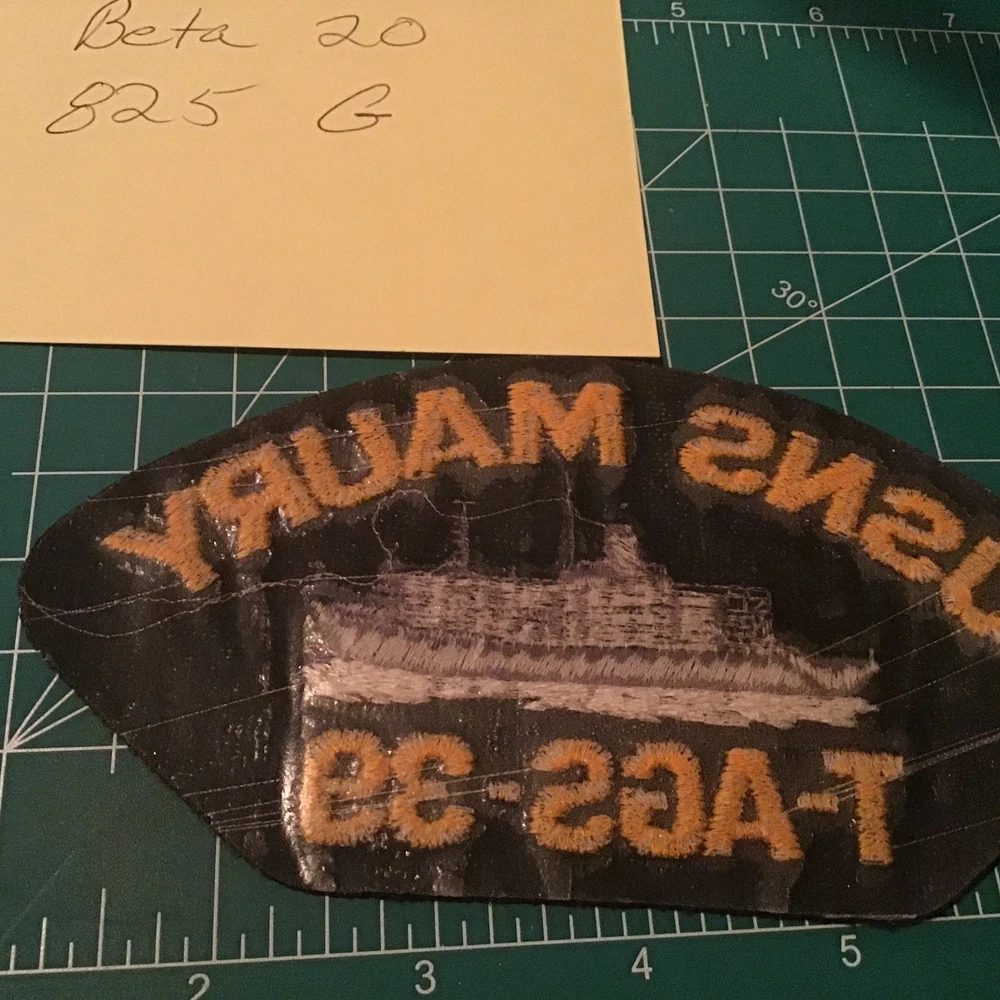 Beta 20
825 G
5 6 7
30°
USNS MAURY
T-AGS-39
2 3 4 5